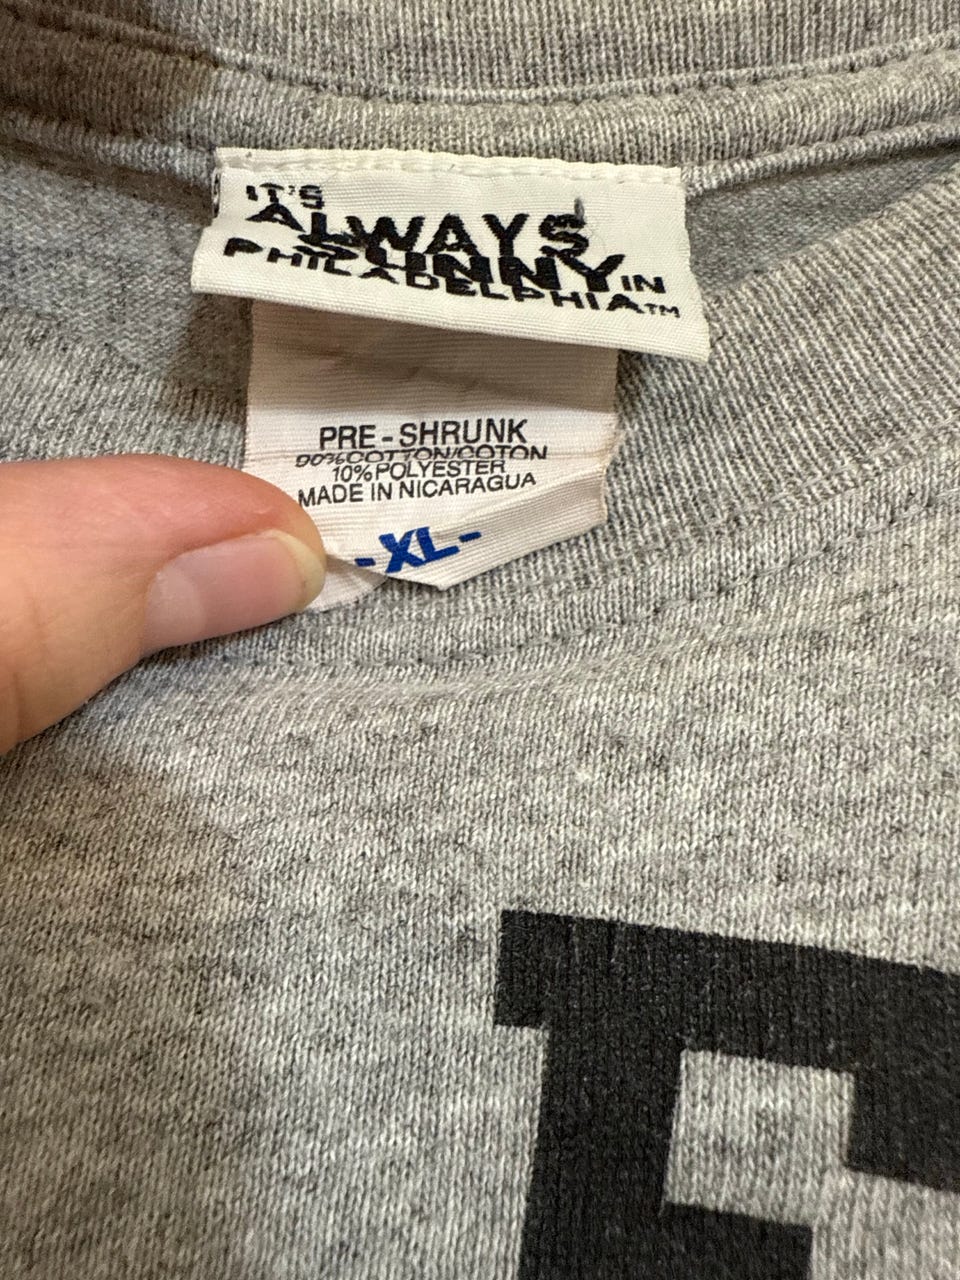 IT'S
ALWAYS
SUNNY IN
PHILADELPHIA™
PRE-SHRUNK
90%COTTON/COTON
10%POLYESTER
MADE IN NICARAGUA
-XL-